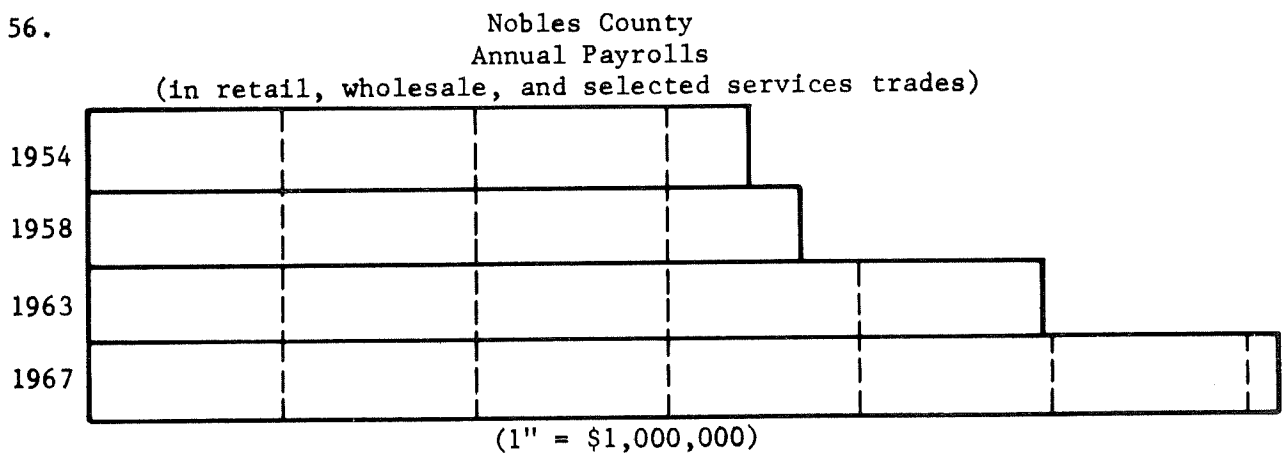 56.
Nobles County
Annual Payrolls
(in retail, wholesale, and selected services trades)
1954
1958
1963
1967
(1" = $1,000,000)